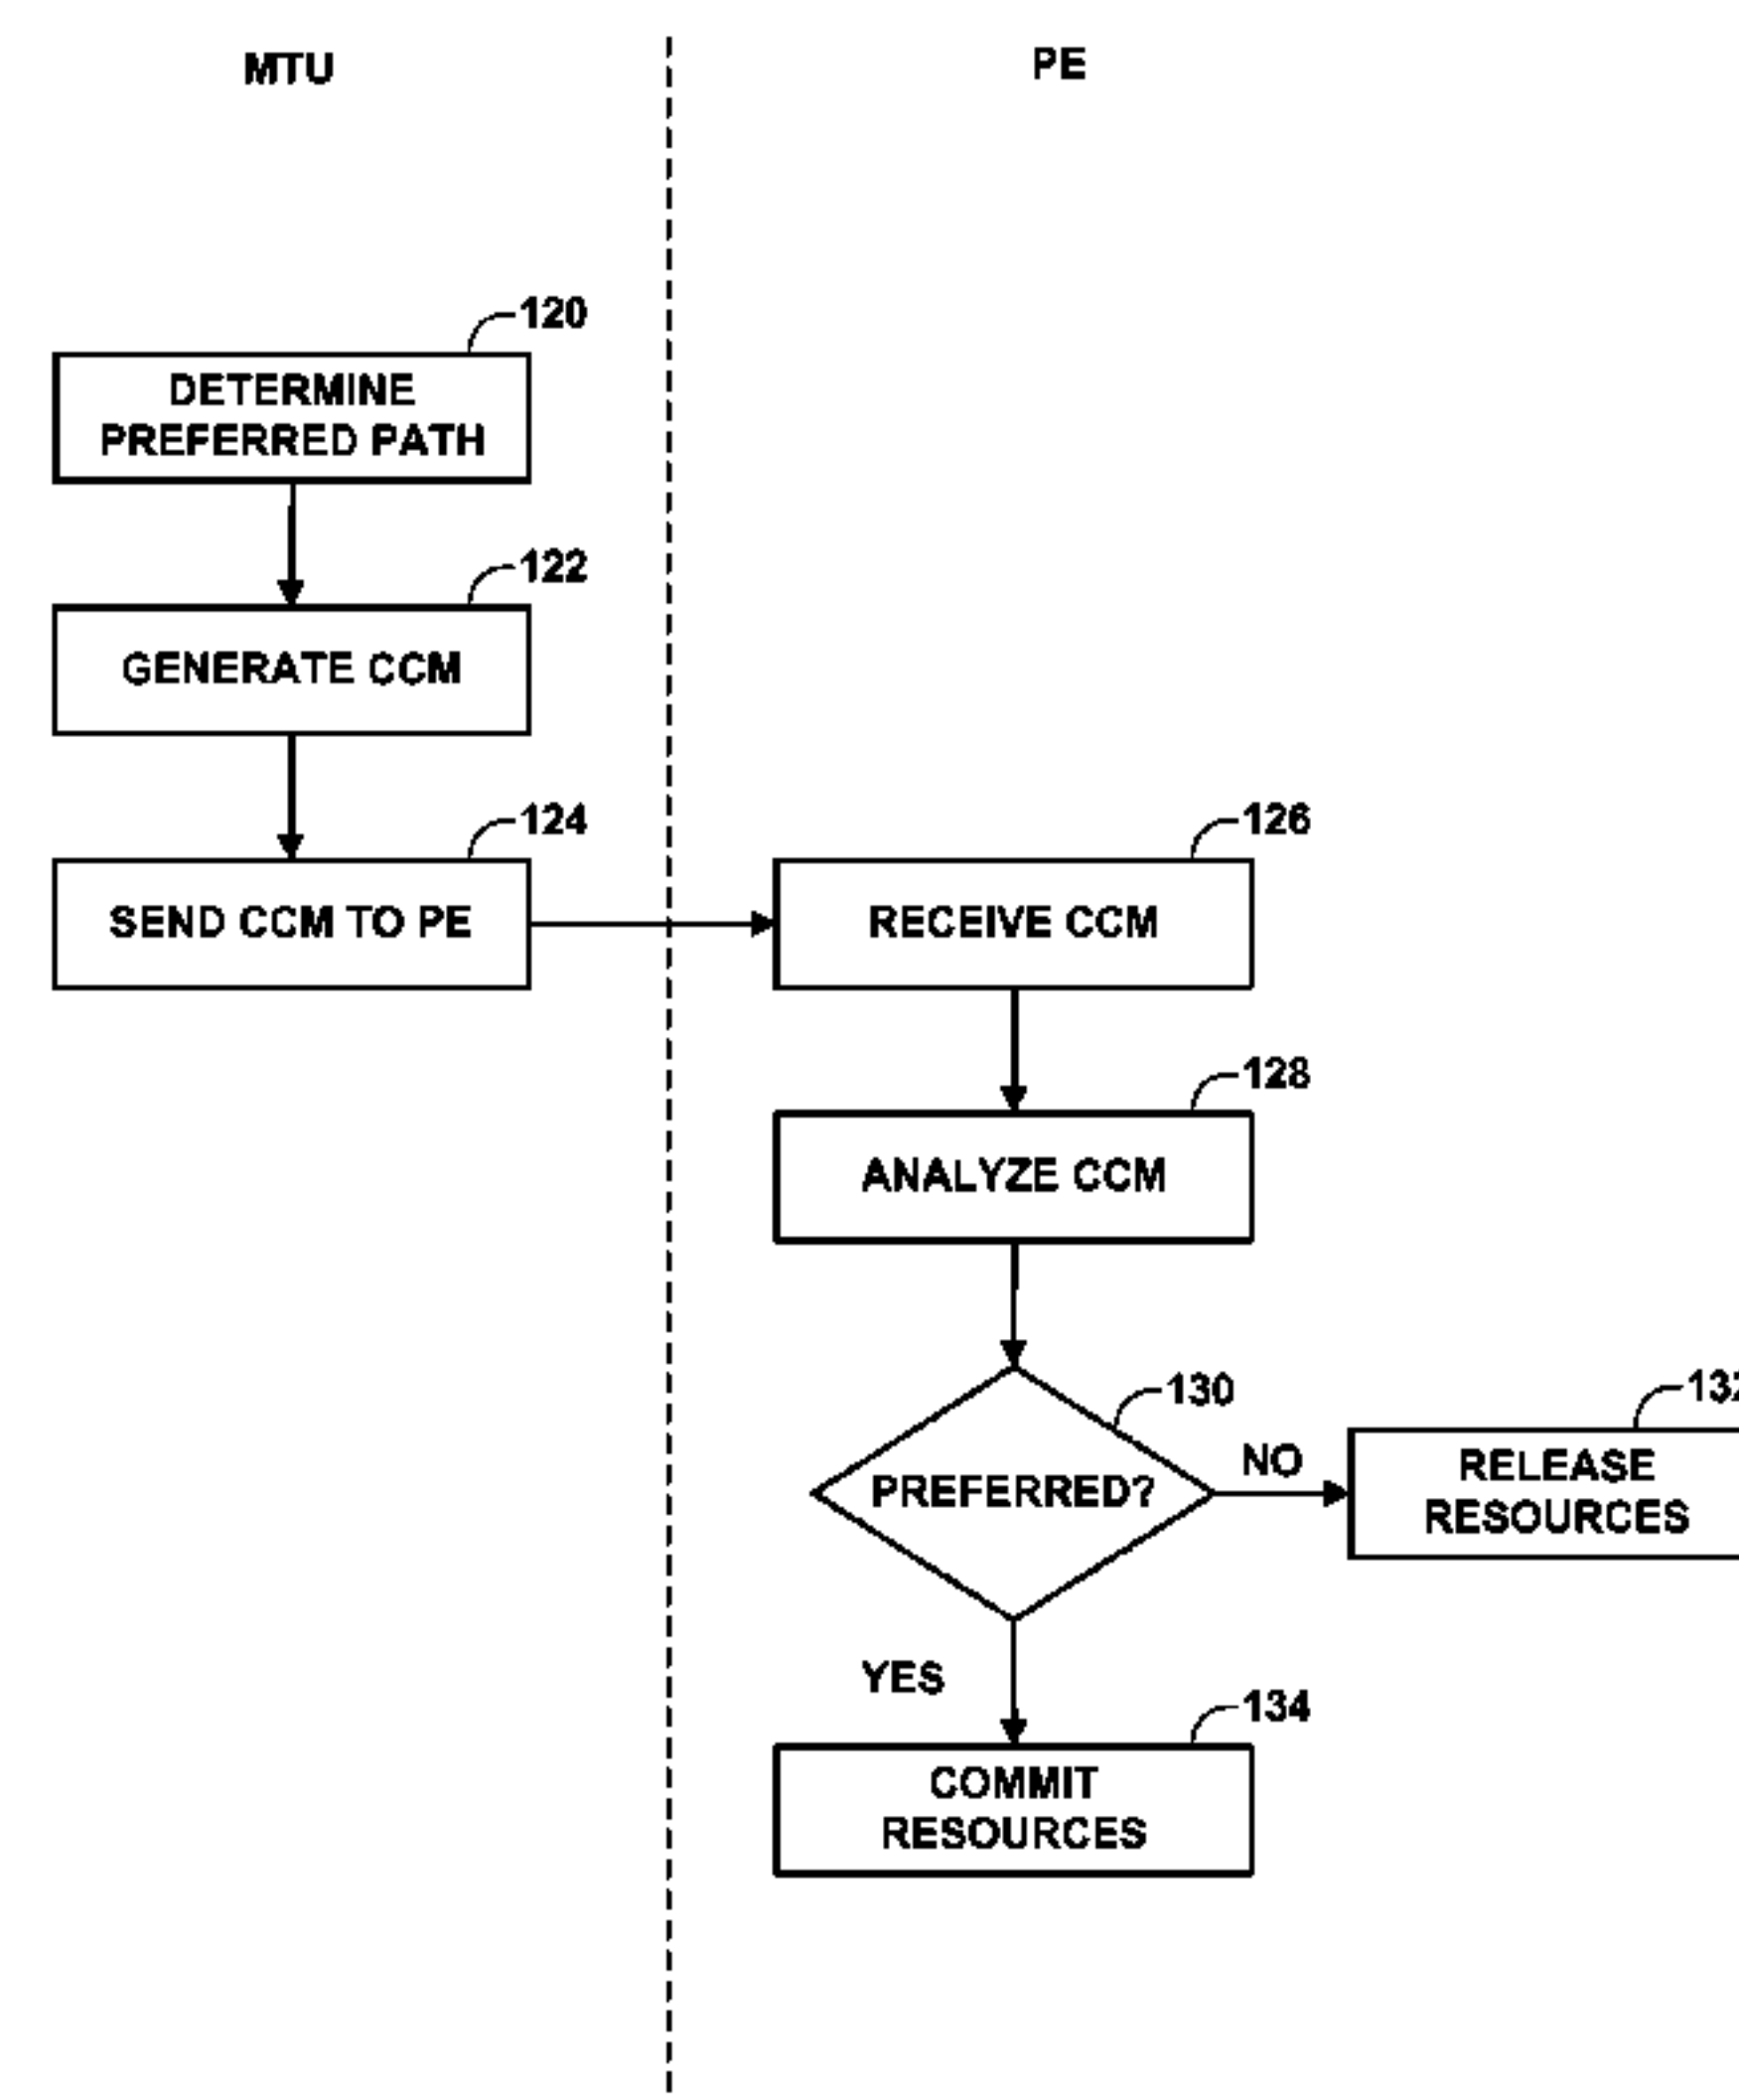 MTU
PE
120
DETERMINE
PREFERRED PATH
122
GENERATE CCM
124
SEND CCM TO PE
126
RECEIVE CCM
128
ANALYZE CCM
130
PREFERRED?
NO
RELEASE
RESOURCES
YES
134
COMMIT
RESOURCES